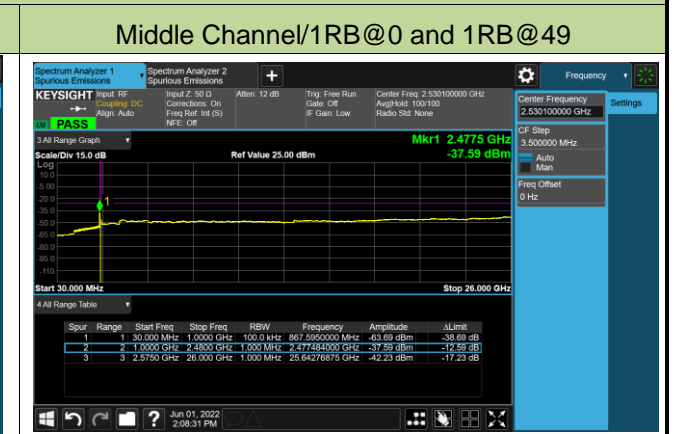 Middle Channel/1RB@0 and 1RB@49
Spectrum Analyzer 1
Spurious Emissions
Spectrum Analyzer 2
Spurious Emissions
+
Frequency
KEYSIGHT
Input: RF
Coupling: DC
Align: Auto
Input Z: 50 Ω
Corrections: On
Freq Ref: Int (S)
NFE: Off
Atten: 12 dB
Trig: Free Run
Gate: Off
IF Gain: Low
Center Freq: 2.530100000 GHz
Avg|Hold: 100/100
Radio Std: None
PASS
Center Frequency
2.530100000 GHz
Settings
CF Step
3.500000 MHz
Auto
Man
Freq Offset
0 Hz
3 All Range Graph
Mkr1 2.4775 GHz
Scale/Div 15.0 dB
Ref Value 25.00 dBm
-37.59 dBm
Log
10.0
-5.00
-20.0
-35.0
-50.0
-65.0
-80.0
-95.0
-110
1
Start 30.000 MHz
Stop 26.000 GHz
4 All Range Table
Spur Range Start Freq Stop Freq RBW Frequency Amplitude ΔLimit
1 1 30.000 MHz 1.0000 GHz 100.0 kHz 867.5950000 MHz -63.69 dBm -38.69 dB
2 2 1.0000 GHz 2.4800 GHz 1.000 MHz 2.477484000 GHz -37.59 dBm -12.59 dB
3 3 2.5750 GHz 26.000 GHz 1.000 MHz 25.64276875 GHz -42.23 dBm -17.23 dB
?
Jun 01, 2022
2:08:31 PM